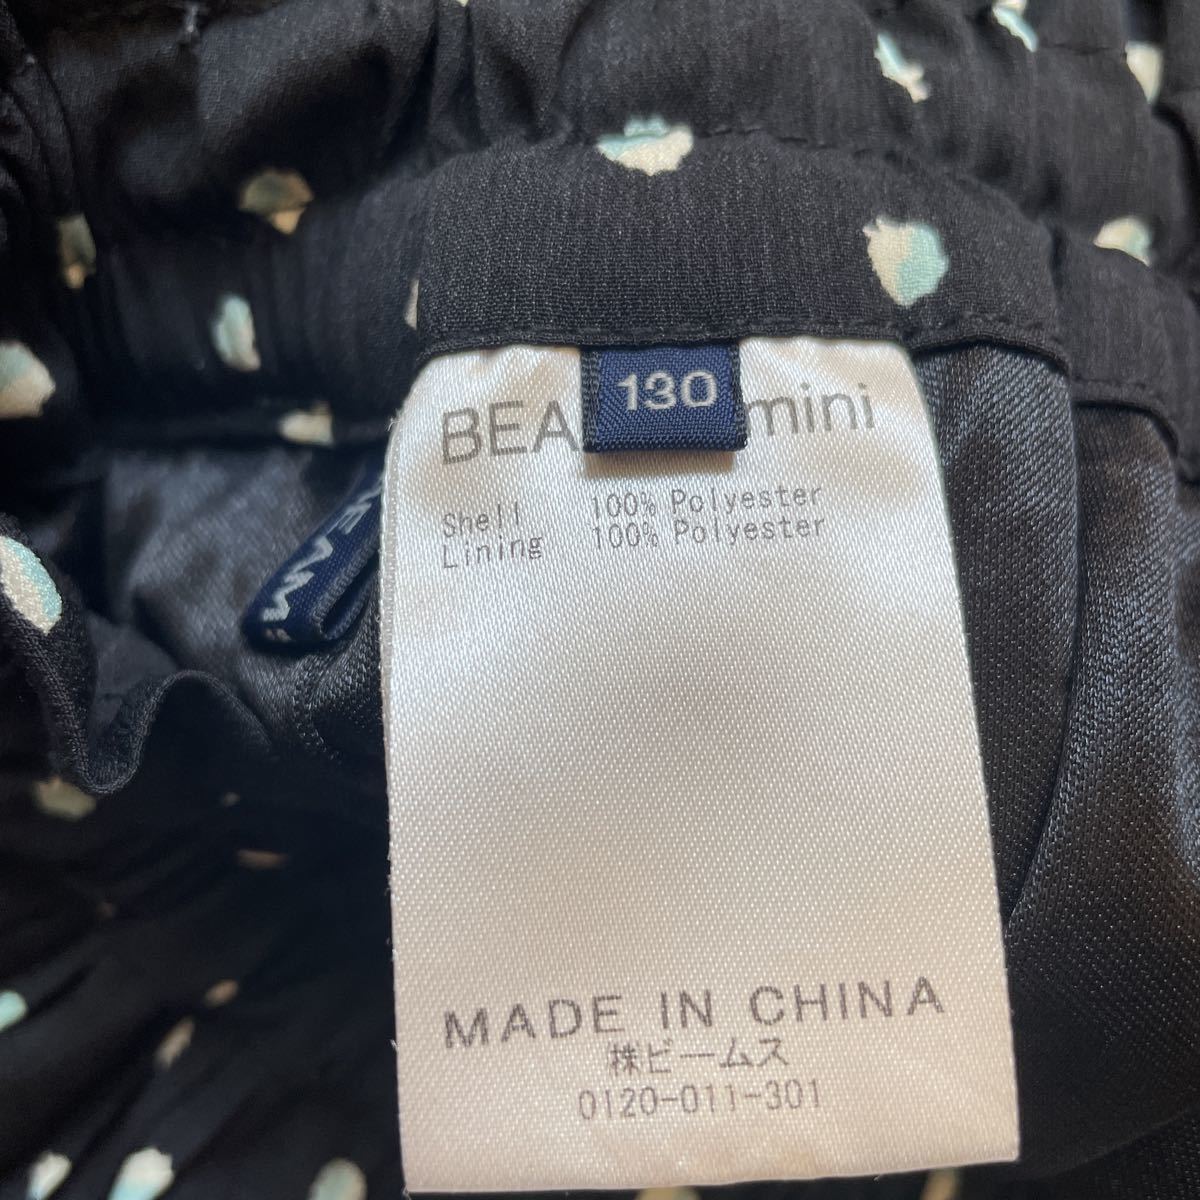 130
BEA mini
Shell 100% Polyester
Lining 100% Polyester
BEAM
MADE IN CHINA
株ビームス
0120-011-301